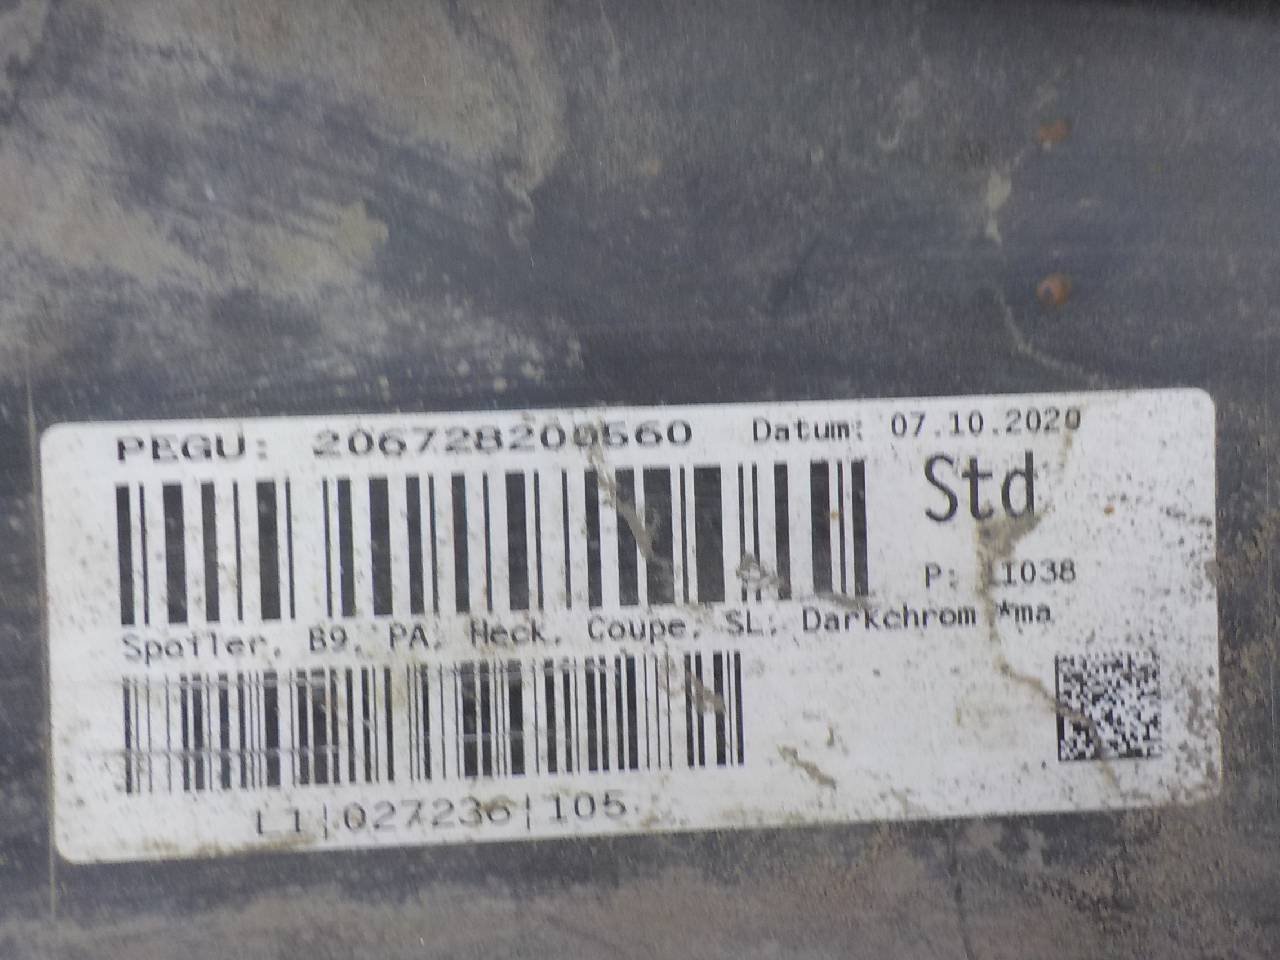 PEGU: 206728200560 Datum: 07.10.2020
Std
P: 11038
Spoiler, B9, PA, Heck, Coupe, SL, Darkchrom *ma
L1|027236|105